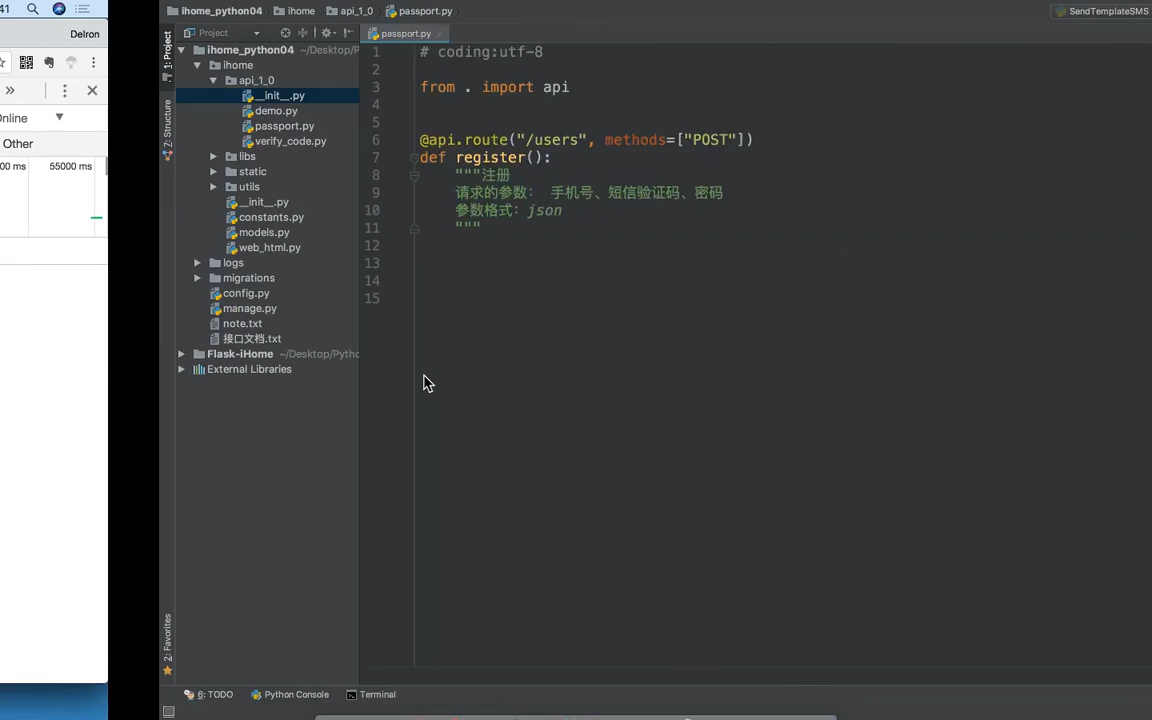 41
Delron
»
nline
Other
00 ms
55000 ms
ihome_python04
ihome
api_1_0
passport.py
SendTemplateSMS
1: Project
Z: Structure
2: Favorites
Project
ihome_python04 ~/Desktop/P
ihome
api_1_0
__init__.py
demo.py
passport.py
verify_code.py
libs
static
utils
__init__.py
constants.py
models.py
web_html.py
logs
migrations
config.py
manage.py
note.txt
接口文档.txt
Flask-iHome ~/Desktop/Pytho
External Libraries
passport.py
1 # coding:utf-8
2
3 from . import api
4
5
6 @api.route("/users", methods=["POST"])
7 def register():
8 """注册
9 请求的参数： 手机号、短信验证码、密码
10 参数格式：json
11 """
12
13
14
15
6: TODO
Python Console
Terminal